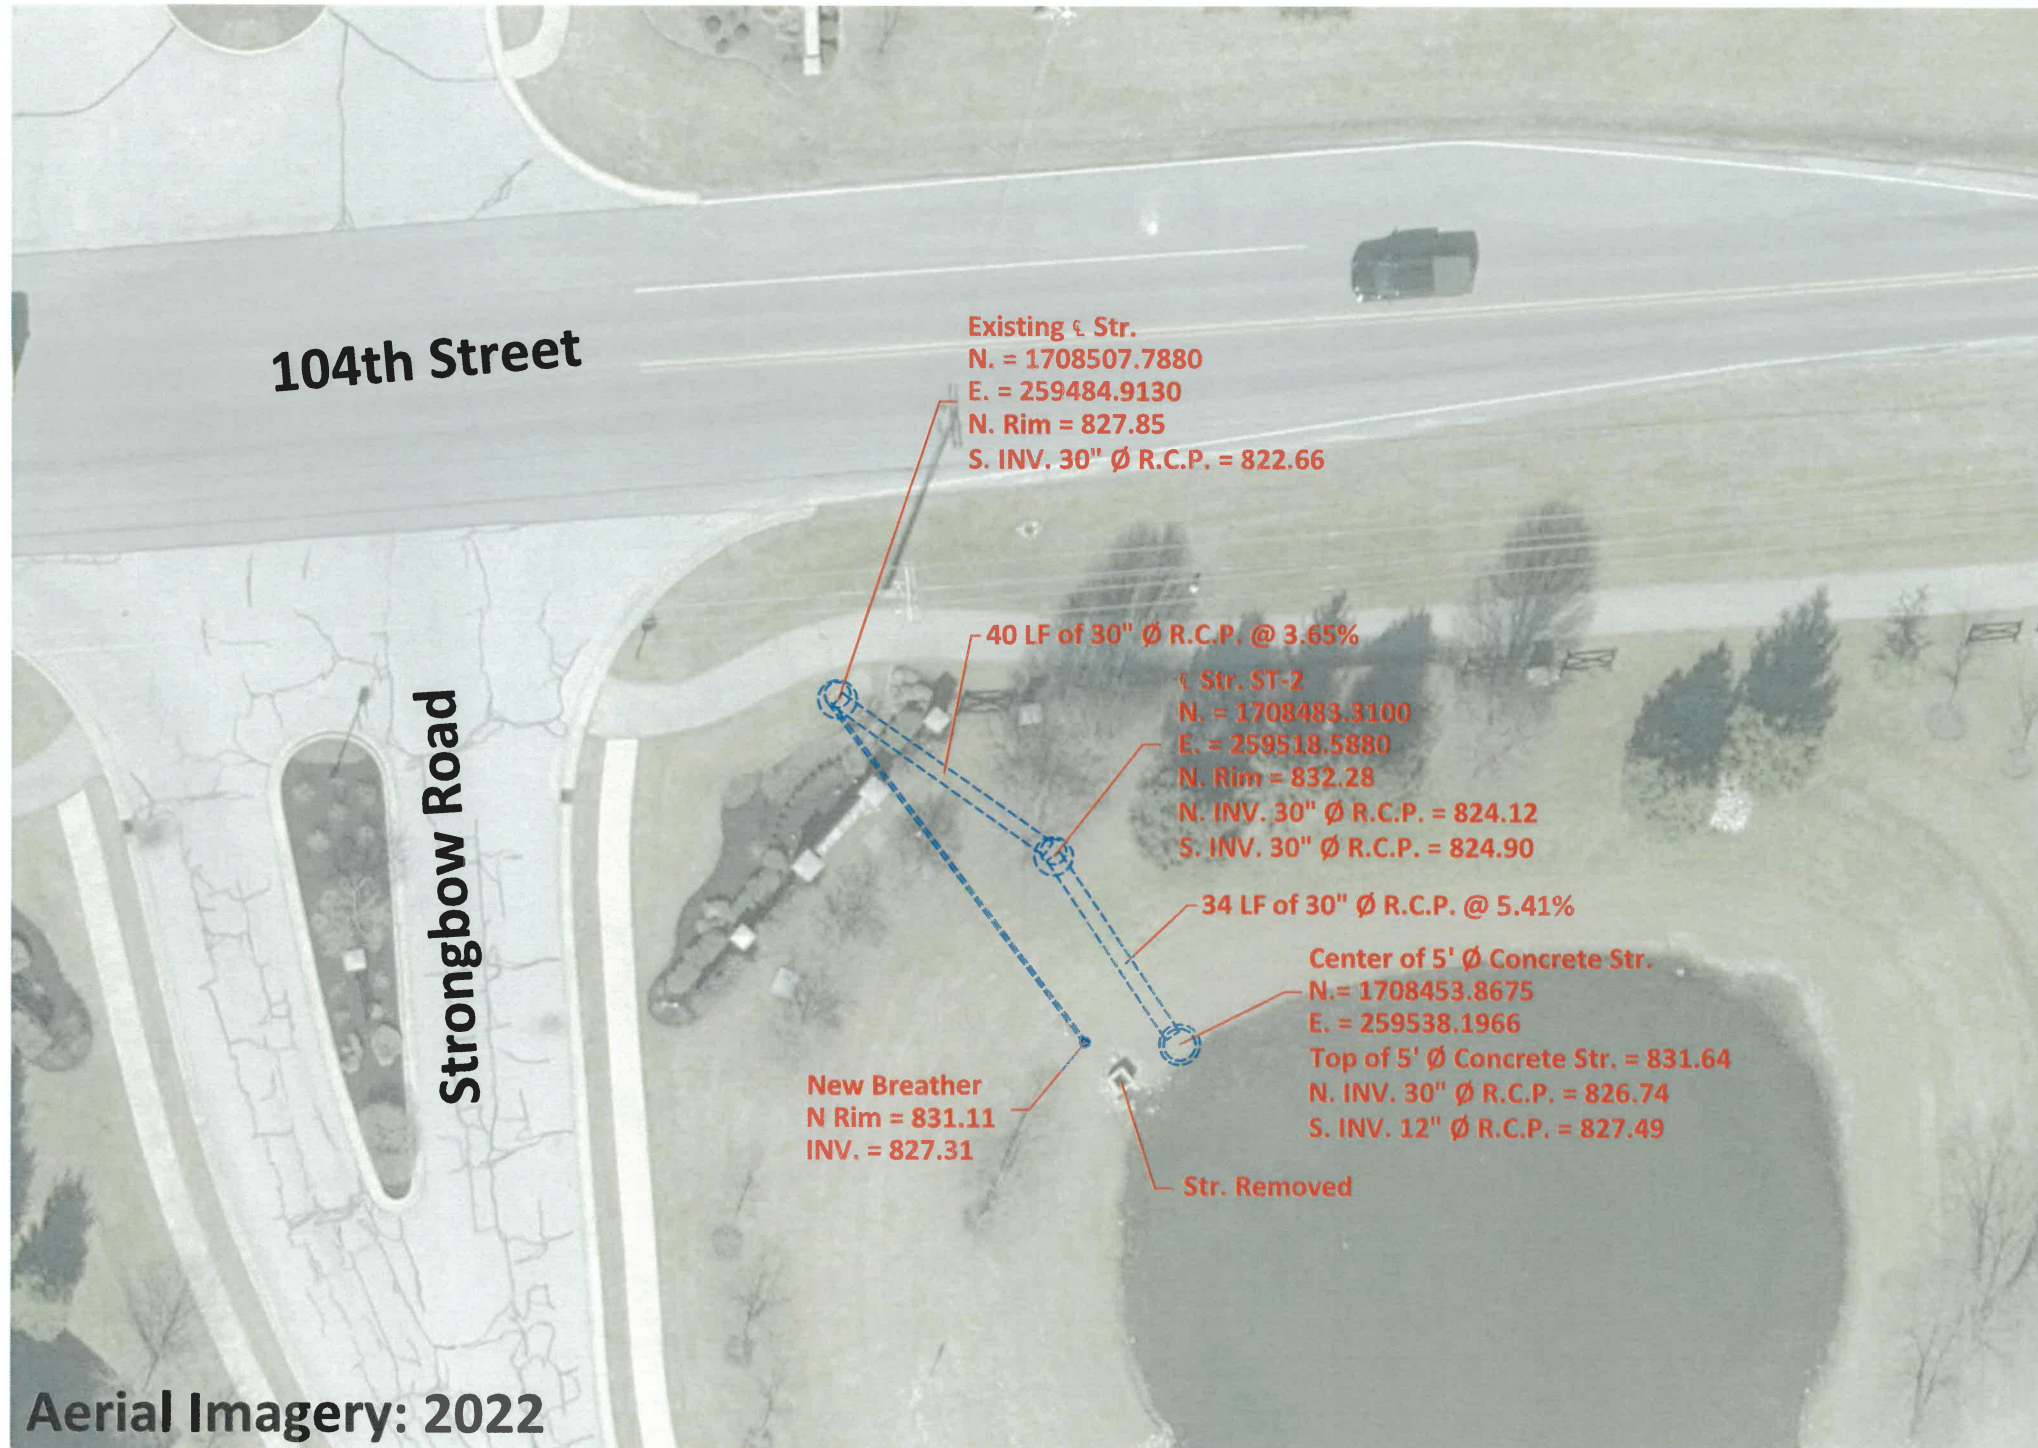 104th Street
Existing ℄ Str.
N. = 1708507.7880
E. = 259484.9130
N. Rim = 827.85
S. INV. 30" Ø R.C.P. = 822.66
40 LF of 30" Ø R.C.P. @ 3.65%
℄ Str. ST-2
N. = 1708483.3100
E. = 259518.5880
N. Rim = 832.28
N. INV. 30" Ø R.C.P. = 824.12
S. INV. 30" Ø R.C.P. = 824.90
Strongbow Road
34 LF of 30" Ø R.C.P. @ 5.41%
Center of 5' Ø Concrete Str.
N.= 1708453.8675
E. = 259538.1966
Top of 5' Ø Concrete Str. = 831.64
N. INV. 30" Ø R.C.P. = 826.74
S. INV. 12" Ø R.C.P. = 827.49
New Breather
N Rim = 831.11
INV. = 827.31
Str. Removed
Aerial Imagery: 2022